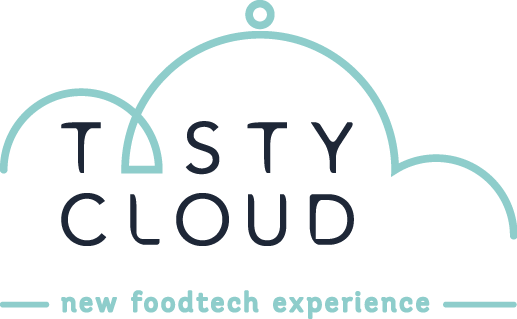 TASTY
CLOUD
new foodtech experience